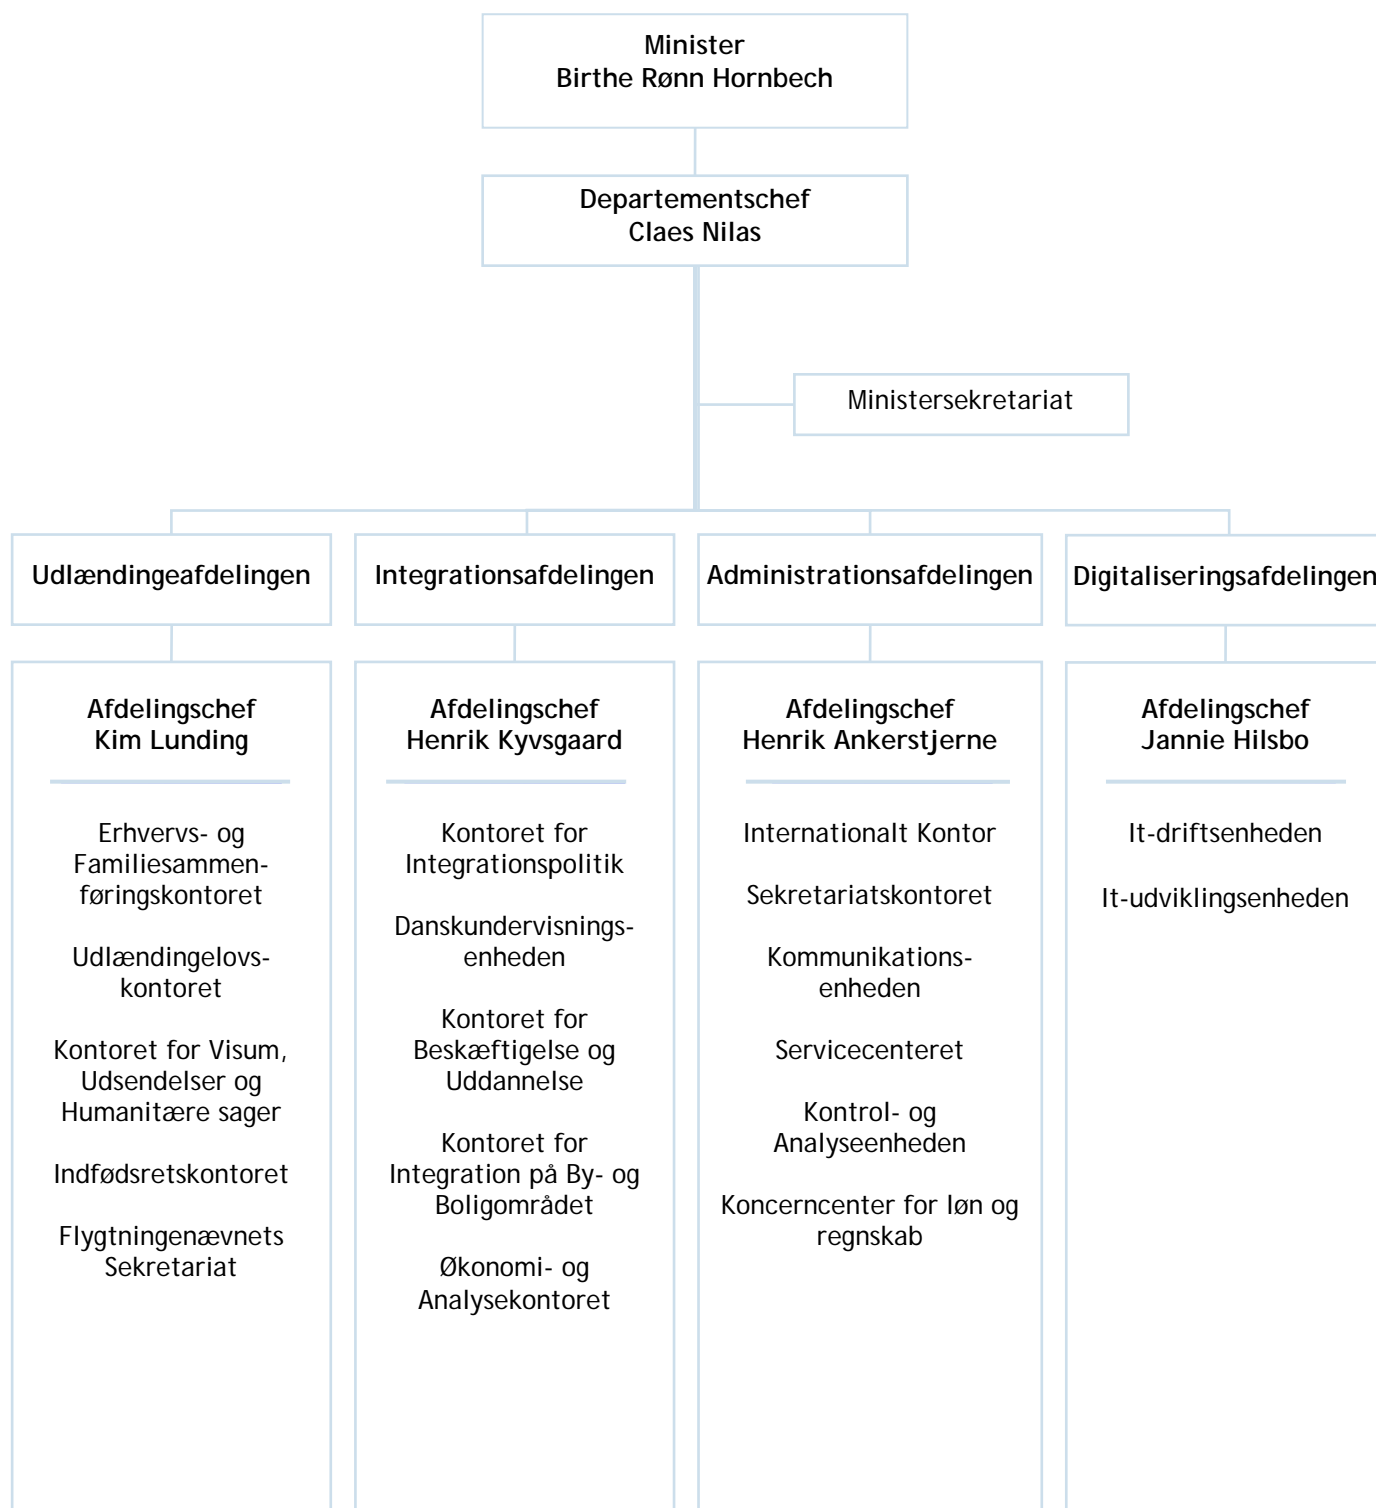 Minister
Birthe Rønn Hornbech
Departementschef
Claes Nilas
Ministersekretariat
Udlændingeafdelingen
Integrationsafdelingen
Administrationsafdelingen
Digitaliseringsafdelingen
Afdelingschef
Kim Lunding
Erhvervs- og
Familiesammen-
føringskontoret
Udlændingelovs-
kontoret
Kontoret for Visum,
Udsendelser og
Humanitære sager
Indfødsretskontoret
Flygtningenævnets
Sekretariat
Afdelingschef
Henrik Kyvsgaard
Kontoret for
Integrationspolitik
Danskundervisnings-
enheden
Kontoret for
Beskæftigelse og
Uddannelse
Kontoret for
Integration på By- og
Boligområdet
Økonomi- og
Analysekontoret
Afdelingschef
Henrik Ankerstjerne
Internationalt Kontor
Sekretariatskontoret
Kommunikations-
enheden
Servicecenteret
Kontrol- og
Analyseenheden
Koncerncenter for løn og
regnskab
Afdelingschef
Jannie Hilsbo
It-driftsenheden
It-udviklingsenheden